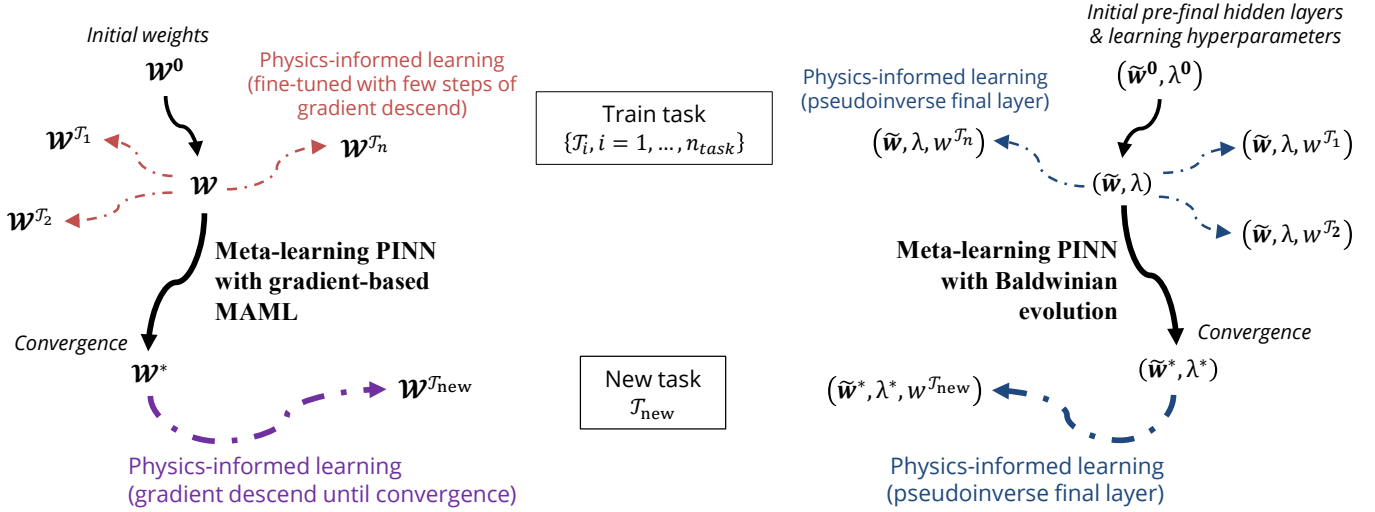 Initial weights
𝓦⁰
Physics-informed learning
(fine-tuned with few steps of
gradient descend)
𝓦^𝒯₁
𝓦^𝒯ₙ
𝓦
𝓦^𝒯₂
Meta-learning PINN
with gradient-based
MAML
Convergence
𝓦*
𝓦^𝒯new
Physics-informed learning
(gradient descend until convergence)
Train task
{𝒯ᵢ, i = 1, …, n_task}
New task
𝒯new
Initial pre-final hidden layers
& learning hyperparameters
(w̃⁰, λ⁰)
Physics-informed learning
(pseudoinverse final layer)
(w̃, λ, w^𝒯ₙ)
(w̃, λ, w^𝒯₁)
(w̃, λ)
(w̃, λ, w^𝒯₂)
Meta-learning PINN
with Baldwinian
evolution
Convergence
(w̃*, λ*)
(w̃*, λ*, w^𝒯new)
Physics-informed learning
(pseudoinverse final layer)